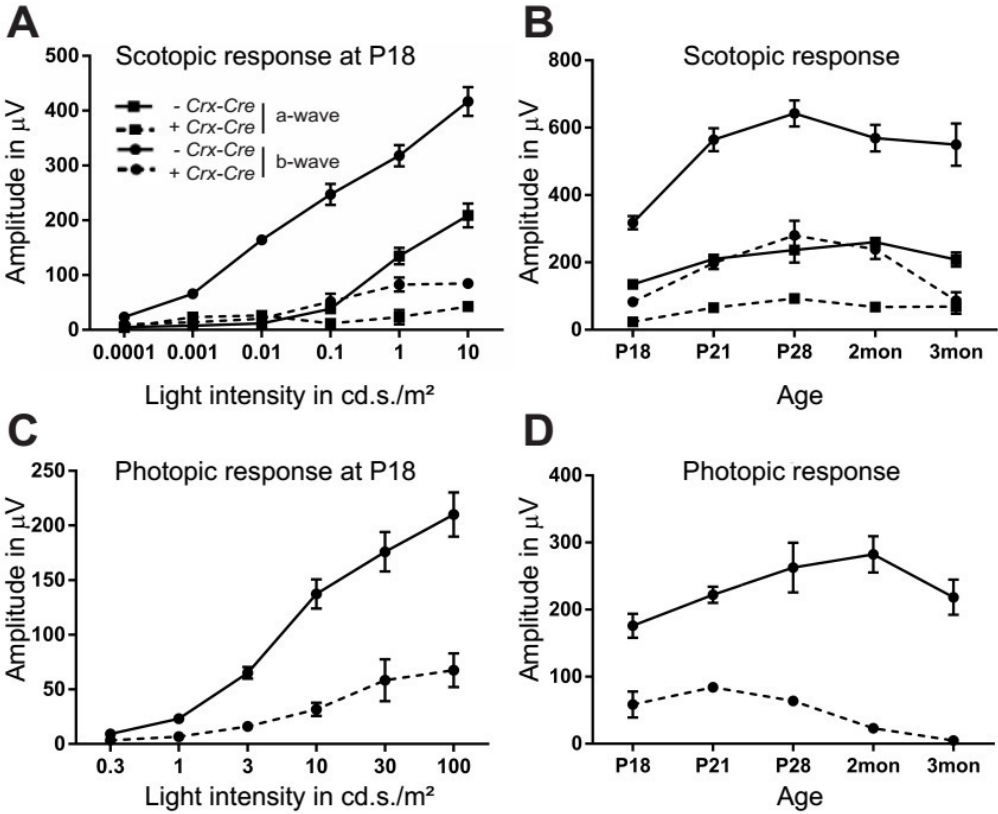 A
Scotopic response at P18
Amplitude in μV
500
400
300
200
100
0
- Crx-Cre
+ Crx-Cre
a-wave
- Crx-Cre
+ Crx-Cre
b-wave
0.0001 0.001 0.01 0.1 1 10
Light intensity in cd.s./m²
B
Scotopic response
Amplitude in μV
800
600
400
200
0
P18 P21 P28 2mon 3mon
Age
C
Photopic response at P18
Amplitude in μV
250
200
150
100
50
0
0.3 1 3 10 30 100
Light intensity in cd.s./m²
D
Photopic response
Amplitude in μV
400
300
200
100
0
P18 P21 P28 2mon 3mon
Age